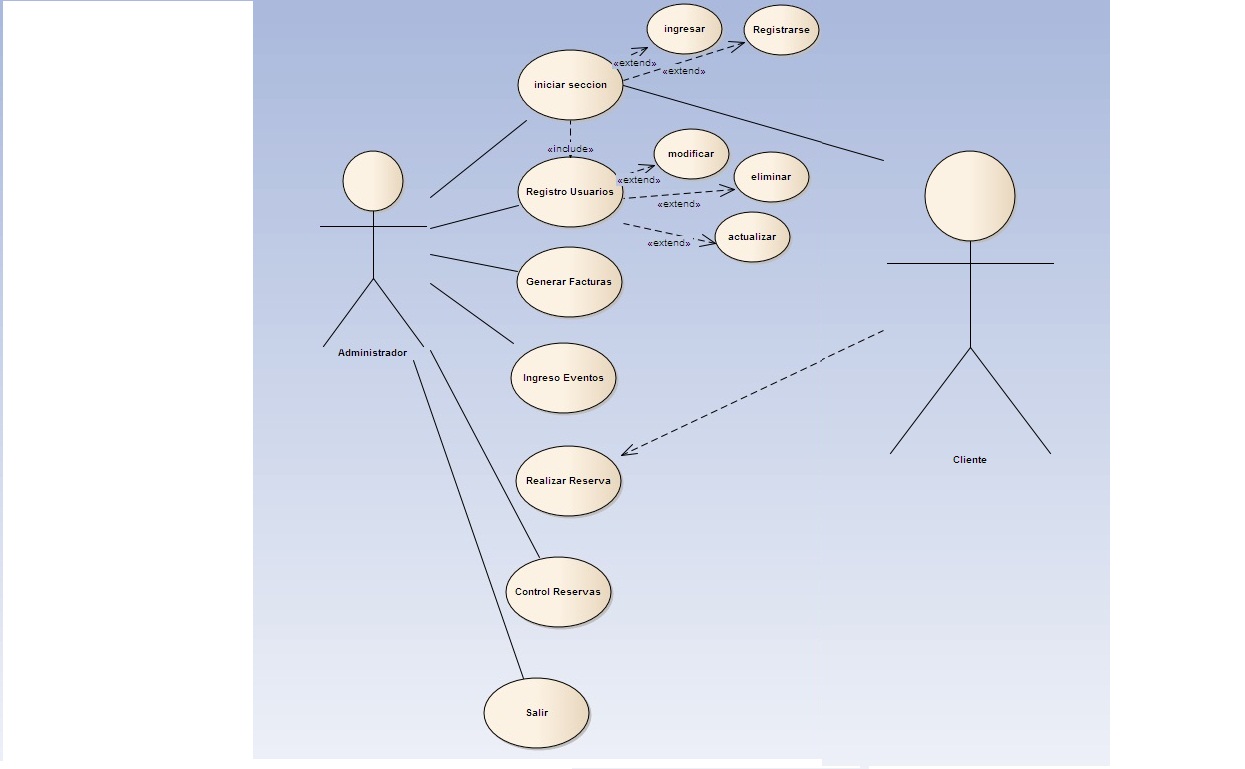 ingresar
Registrarse
«extend»
«extend»
iniciar seccion
«include»
modificar
«extend»
eliminar
Registro Usuarios
«extend»
actualizar
«extend»
Generar Facturas
Administrador
Ingreso Eventos
Cliente
Realizar Reserva
Control Reservas
Salir